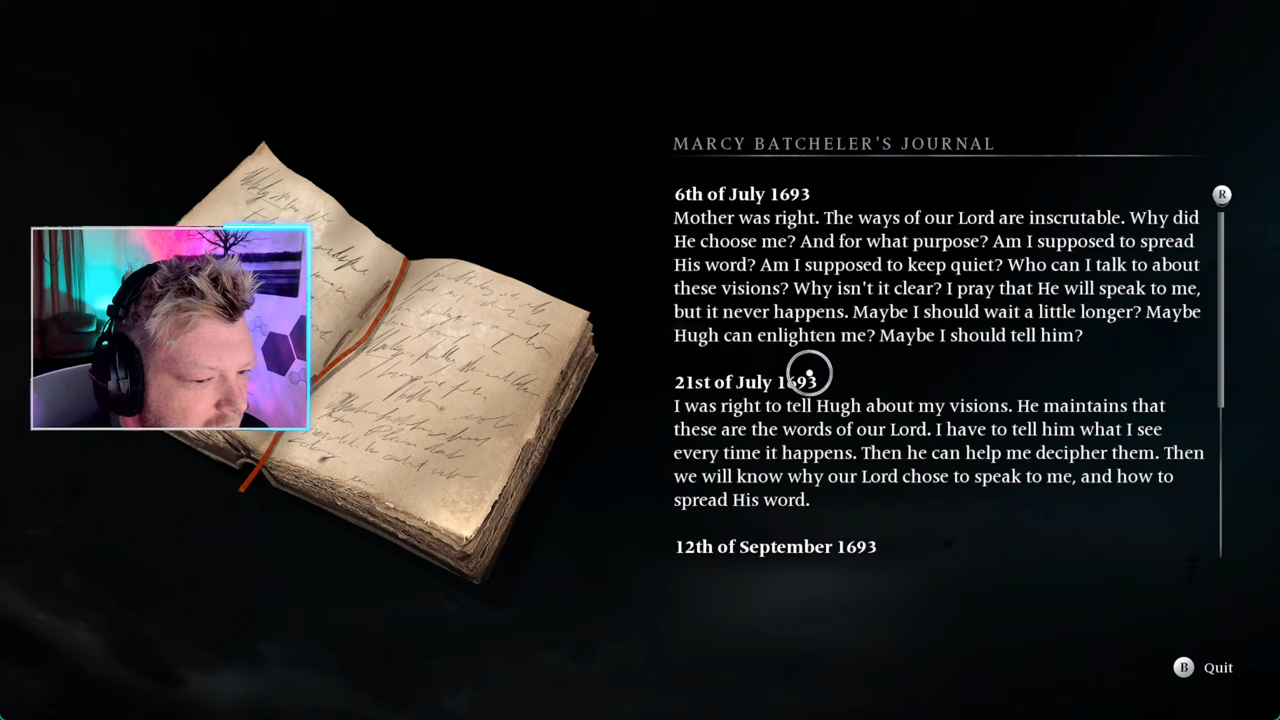 MARCY BATCHELER'S JOURNAL
6th of July 1693
Mother was right. The ways of our Lord are inscrutable. Why did
He choose me? And for what purpose? Am I supposed to spread
His word? Am I supposed to keep quiet? Who can I talk to about
these visions? Why isn't it clear? I pray that He will speak to me,
but it never happens. Maybe I should wait a little longer? Maybe
Hugh can enlighten me? Maybe I should tell him?
21st of July 1693
I was right to tell Hugh about my visions. He maintains that
these are the words of our Lord. I have to tell him what I see
every time it happens. Then he can help me decipher them. Then
we will know why our Lord chose to speak to me, and how to
spread His word.
12th of September 1693
R
B Quit